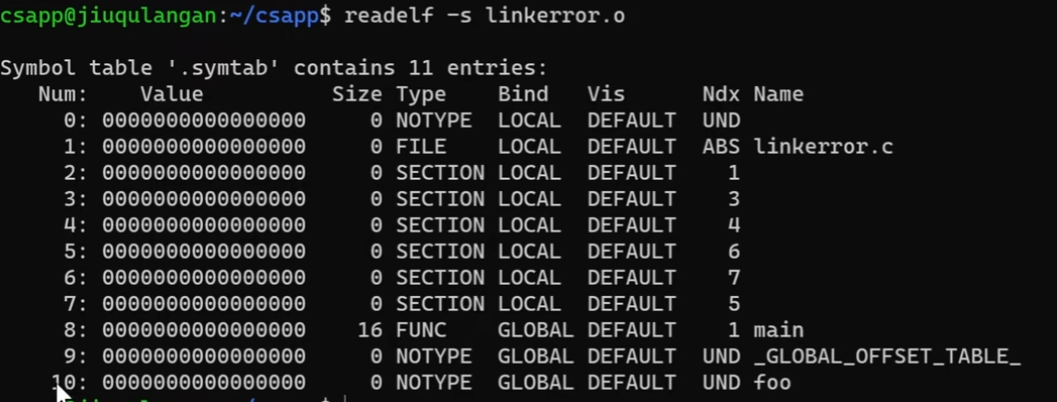 csapp@jiuqulangan:~/csapp$ readelf -s linkerror.o
Symbol table '.symtab' contains 11 entries:
Num: Value Size Type Bind Vis Ndx Name
0: 0000000000000000 0 NOTYPE LOCAL DEFAULT UND
1: 0000000000000000 0 FILE LOCAL DEFAULT ABS linkerror.c
2: 0000000000000000 0 SECTION LOCAL DEFAULT 1
3: 0000000000000000 0 SECTION LOCAL DEFAULT 3
4: 0000000000000000 0 SECTION LOCAL DEFAULT 4
5: 0000000000000000 0 SECTION LOCAL DEFAULT 6
6: 0000000000000000 0 SECTION LOCAL DEFAULT 7
7: 0000000000000000 0 SECTION LOCAL DEFAULT 5
8: 0000000000000000 16 FUNC GLOBAL DEFAULT 1 main
9: 0000000000000000 0 NOTYPE GLOBAL DEFAULT UND _GLOBAL_OFFSET_TABLE_
10: 0000000000000000 0 NOTYPE GLOBAL DEFAULT UND foo